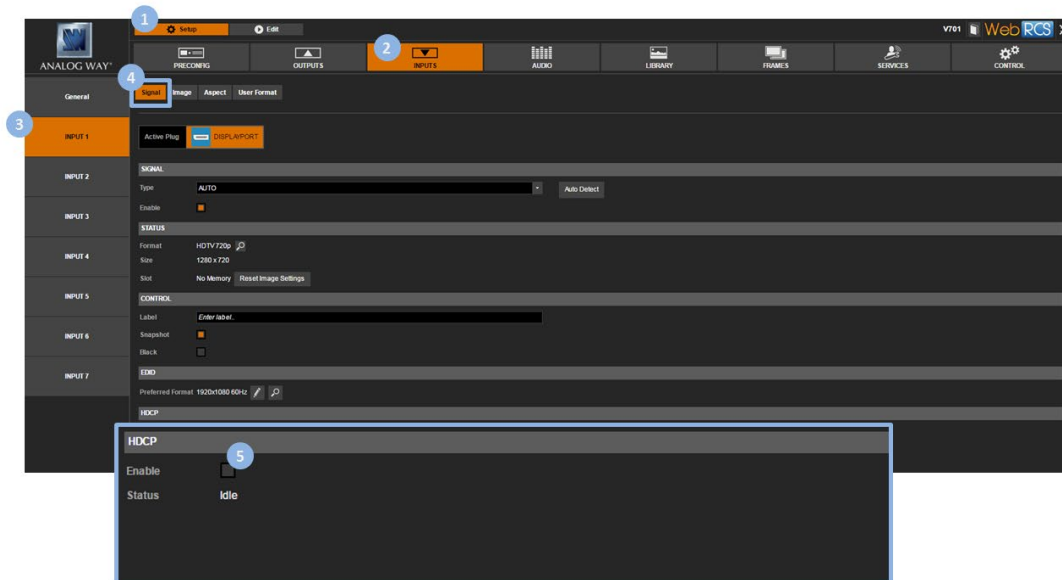 1
Setup
Edit
V701
Web RCS
ANALOG WAY®
PRECONFIG
OUTPUTS
2
INPUTS
AUDIO
LIBRARY
FRAMES
SERVICES
CONTROL
4
General
Signal
Image
Aspect
User Format
3
INPUT 1
Active Plug
DISPLAYPORT
SIGNAL
INPUT 2
Type AUTO
Auto Detect
Enable
INPUT 3
STATUS
Format HDTV 720p
INPUT 4
Size 1280 x 720
Slot No Memory Reset Image Settings
INPUT 5
CONTROL
Label Enter label..
INPUT 6
Snapshot
Black
INPUT 7
EDID
Preferred Format 1920x1080 60Hz
HDCP
HDCP
5
Enable
Status Idle